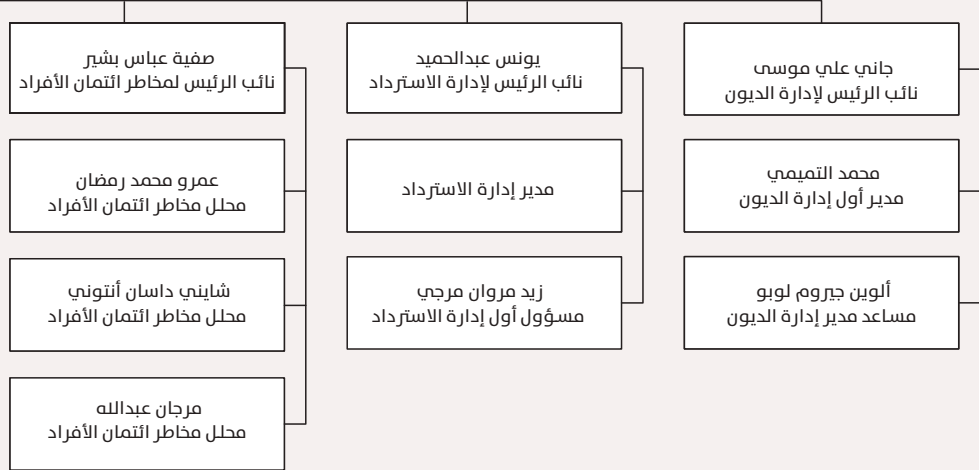 جاني علي موسى
نائب الرئيس لإدارة الديون
محمد التميمي
مدير أول إدارة الديون
ألوين جيروم لوبو
مساعد مدير إدارة الديون
يونس عبدالحميد
نائب الرئيس لإدارة الاسترداد
مدير إدارة الاسترداد
زيد مروان مرجي
مسؤول أول إدارة الاسترداد
صفية عباس بشير
نائب الرئيس لمخاطر ائتمان الأفراد
عمرو محمد رمضان
محلل مخاطر ائتمان الأفراد
شايني داسان أنتوني
محلل مخاطر ائتمان الأفراد
مرجان عبدالله
محلل مخاطر ائتمان الأفراد